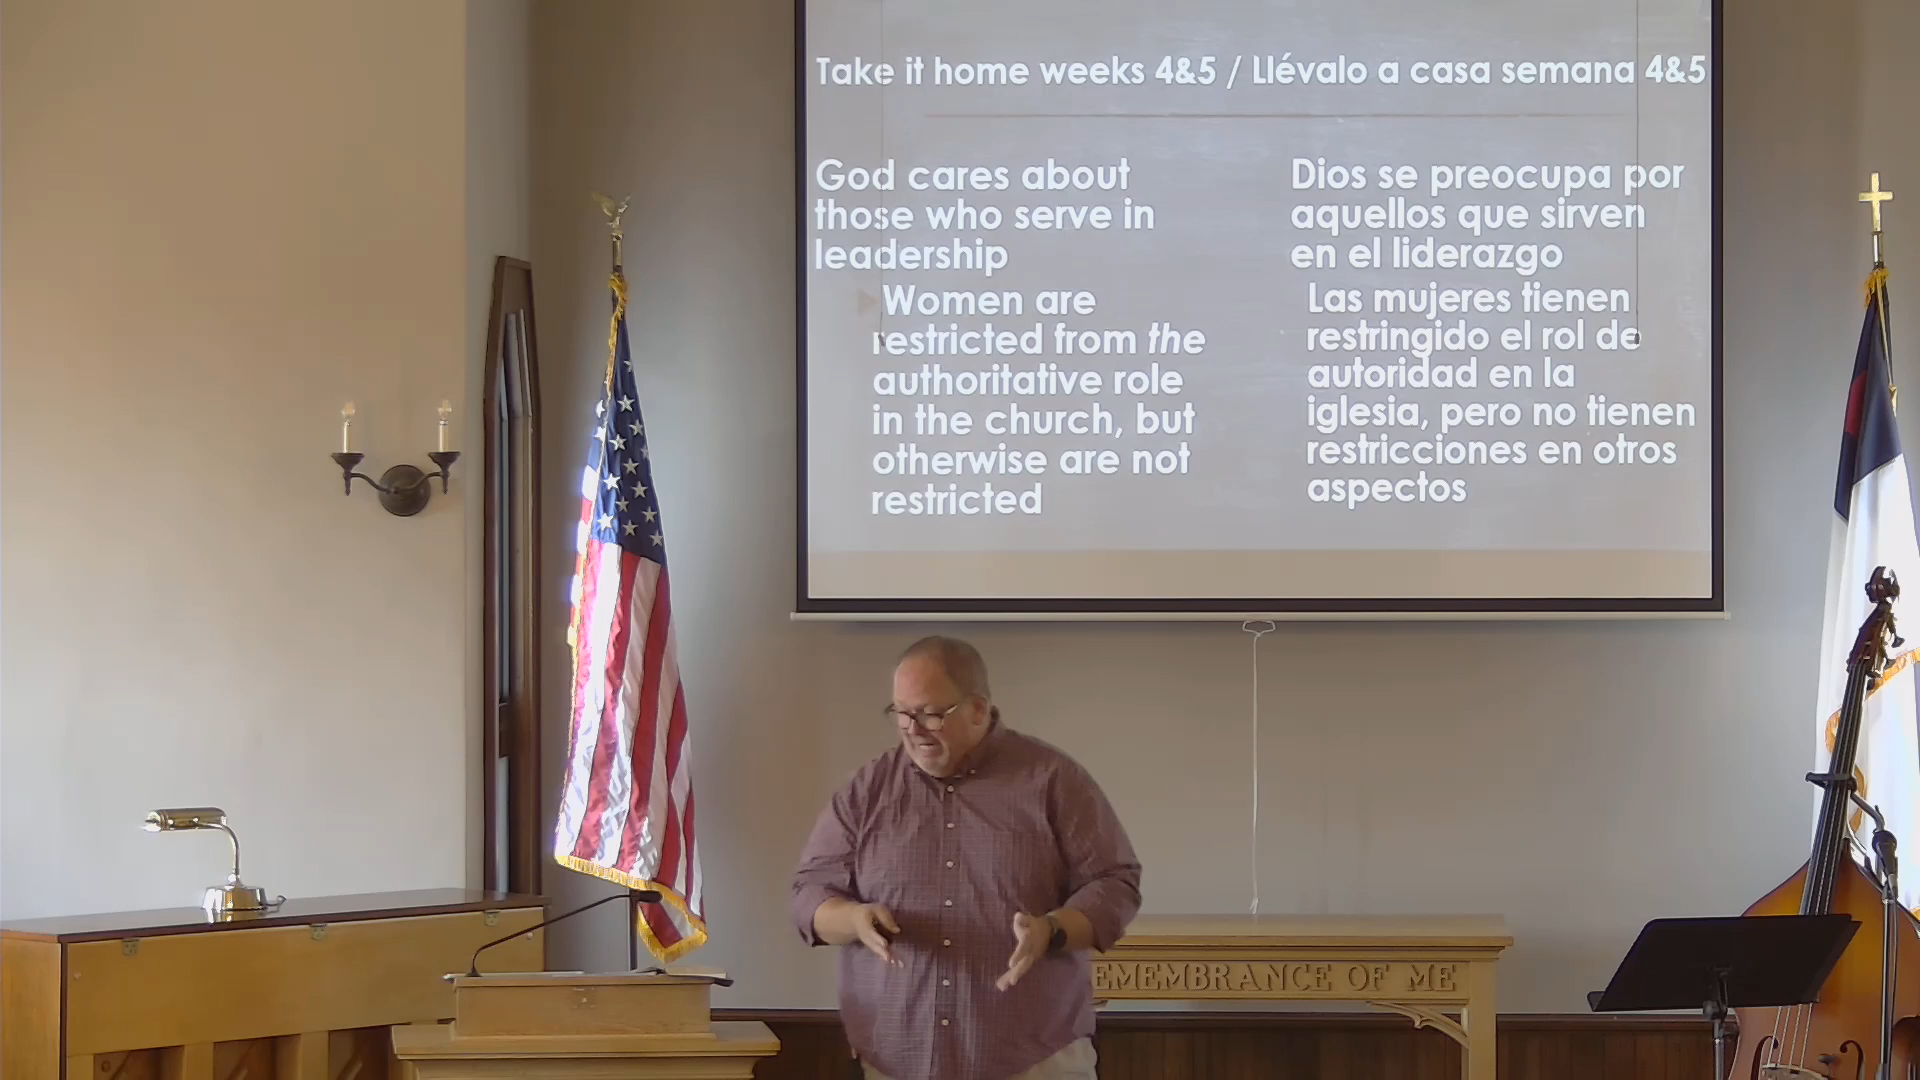 Take it home weeks 4&5 / Llévalo a casa semana 4&5
God cares about
those who serve in
leadership
Women are
restricted from the
authoritative role
in the church, but
otherwise are not
restricted
Dios se preocupa por
aquellos que sirven
en el liderazgo
Las mujeres tienen
restringido el rol de
autoridad en la
iglesia, pero no tienen
restricciones en otros
aspectos
EMEMBRANCE OF ME